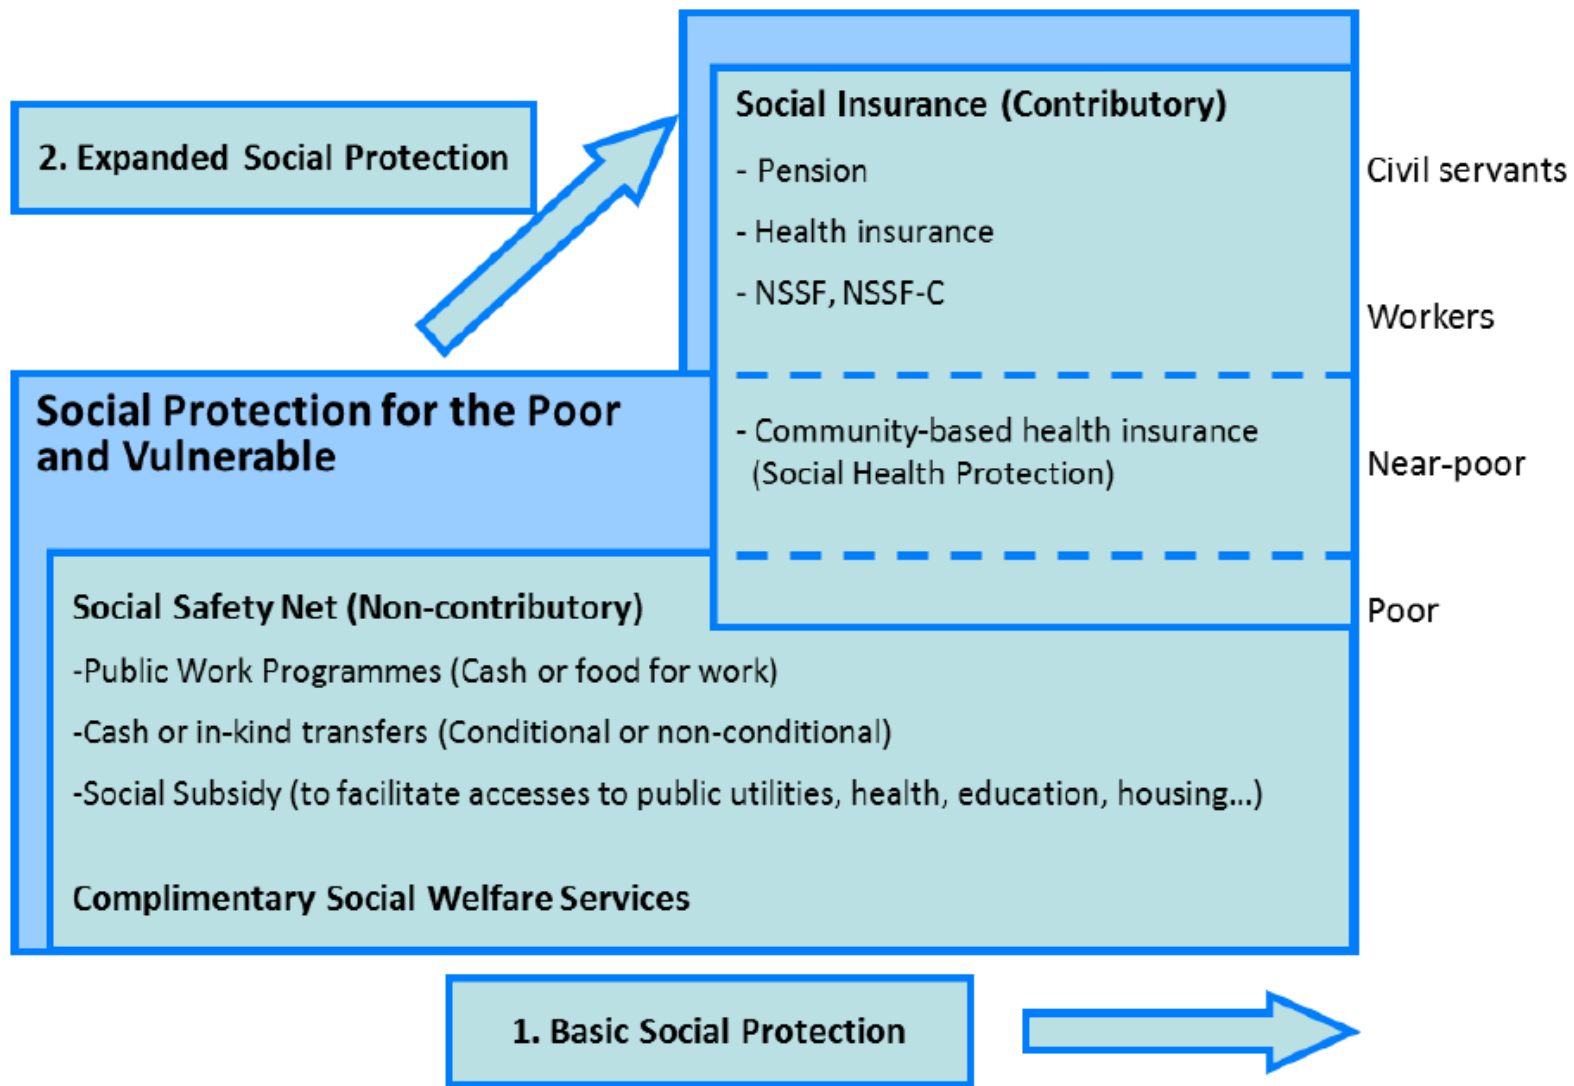 2. Expanded Social Protection
Social Insurance (Contributory)
- Pension
- Health insurance
- NSSF, NSSF-C
Civil servants
Workers
Social Protection for the Poor
and Vulnerable
- Community-based health insurance
(Social Health Protection)
Near-poor
Poor
Social Safety Net (Non-contributory)
-Public Work Programmes (Cash or food for work)
-Cash or in-kind transfers (Conditional or non-conditional)
-Social Subsidy (to facilitate accesses to public utilities, health, education, housing...)
Complimentary Social Welfare Services
1. Basic Social Protection